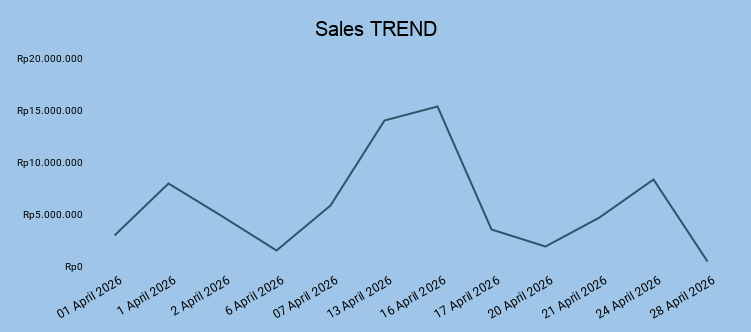 Sales TREND
Rp20.000.000
Rp15.000.000
Rp10.000.000
Rp5.000.000
Rp0
01 April 2026
1 April 2026
2 April 2026
6 April 2026
07 April 2026
13 April 2026
16 April 2026
17 April 2026
20 April 2026
21 April 2026
24 April 2026
28 April 2026